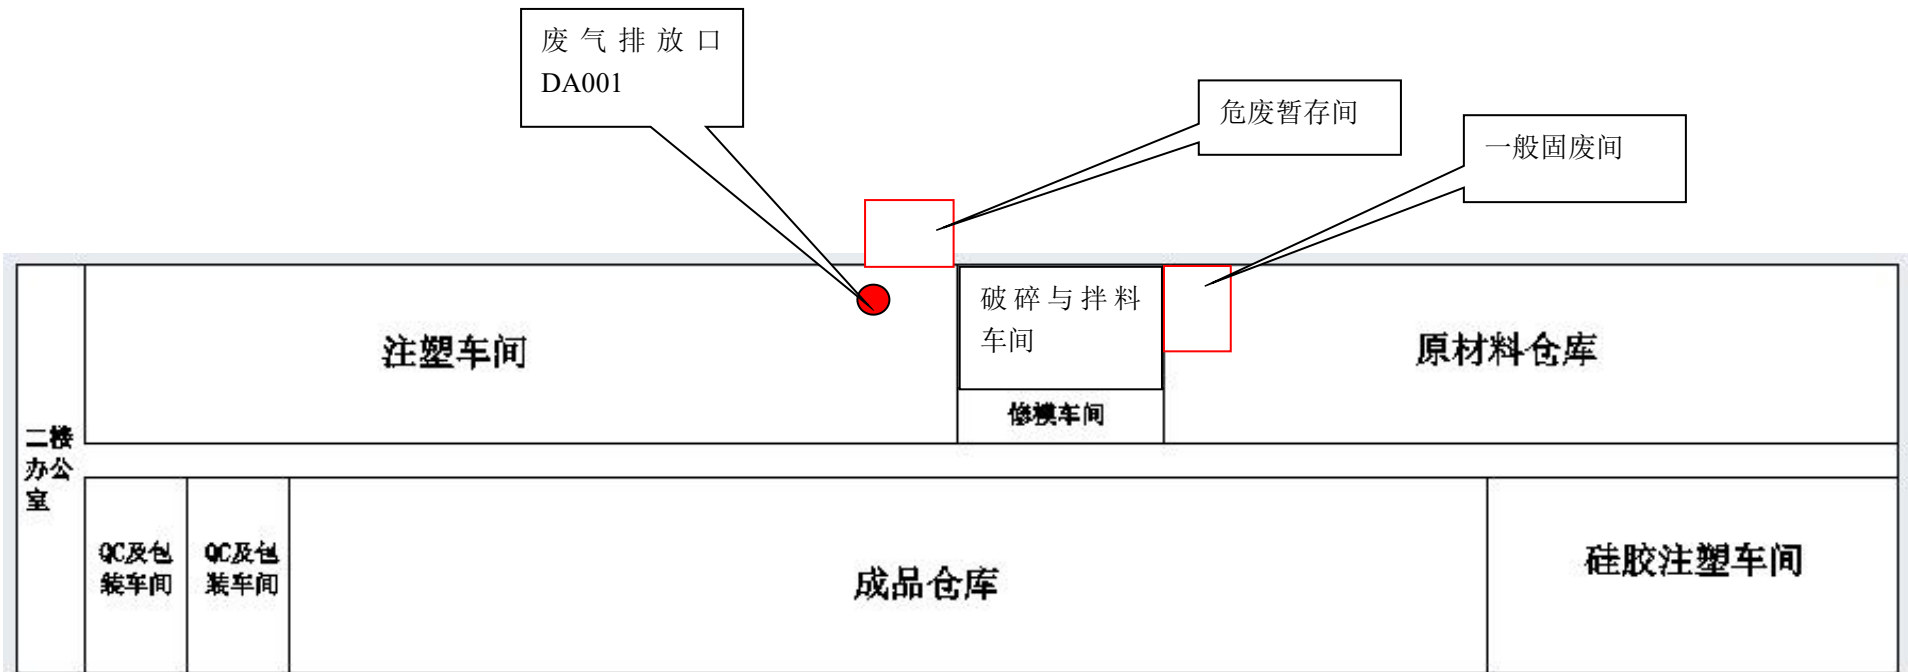 废气排放口
DA001
危废暂存间
一般固废间
破碎与拌料
车间
注塑车间
原材料仓库
修模车间
二楼
办公
室
QC及包
装车间
QC及包
装车间
成品仓库
硅胶注塑车间